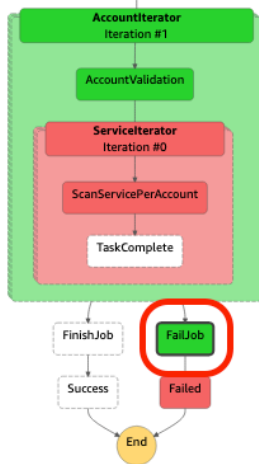 AccountIterator
Iteration #1
AccountValidation
ServiceIterator
Iteration #0
ScanServicePerAccount
TaskComplete
FinishJob
FailJob
Success
Failed
End